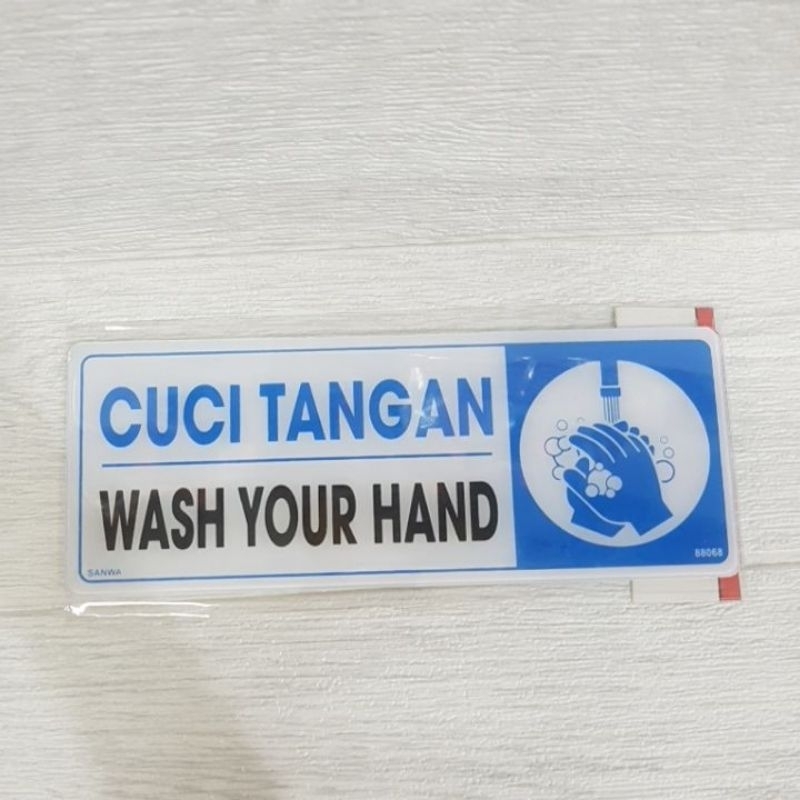 CUCI TANGAN
WASH YOUR HAND
SANWA
88068